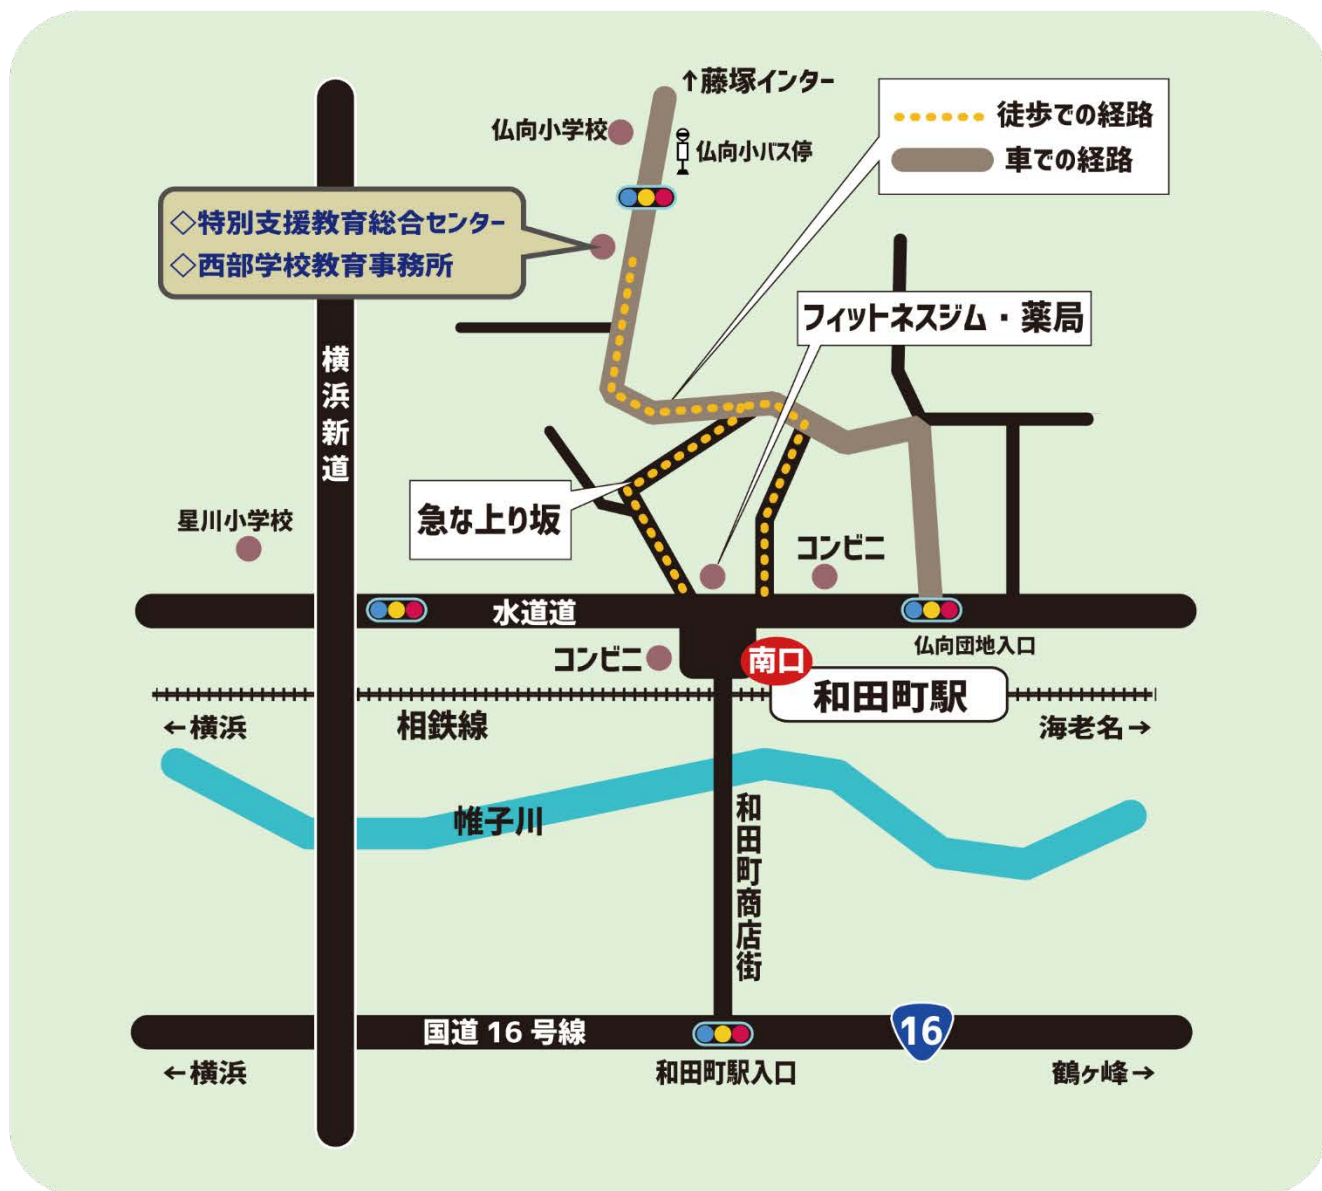 ↑藤塚インター
仏向小学校
仏向小バス停
徒歩での経路
車での経路
◇特別支援教育総合センター
◇西部学校教育事務所
フィットネスジム・薬局
横浜新道
急な上り坂
星川小学校
コンビニ
水道道
仏向団地入口
コンビニ
南口
和田町駅
←横浜
相鉄線
海老名→
帷子川
和田町商店街
国道 16 号線
16
←横浜
和田町駅入口
鶴ヶ峰→